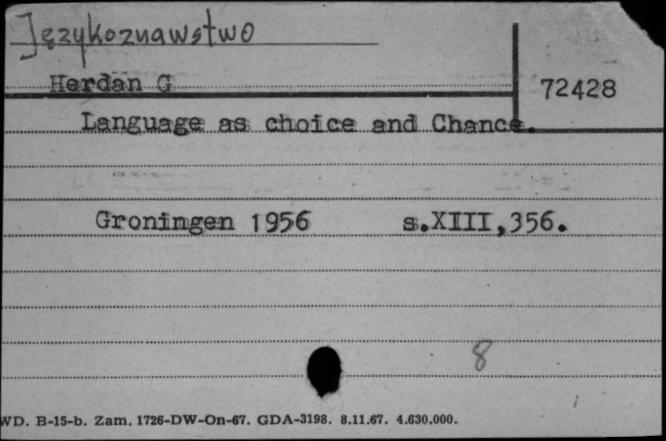 Językoznawstwo
Herdan G
72428
Language as choice and Chance.
Groningen 1956 s.XIII,356.
8
WD. B-15-b. Zam. 1726-DW-On-67. GDA-3198. 8.11.67. 4.630.000.